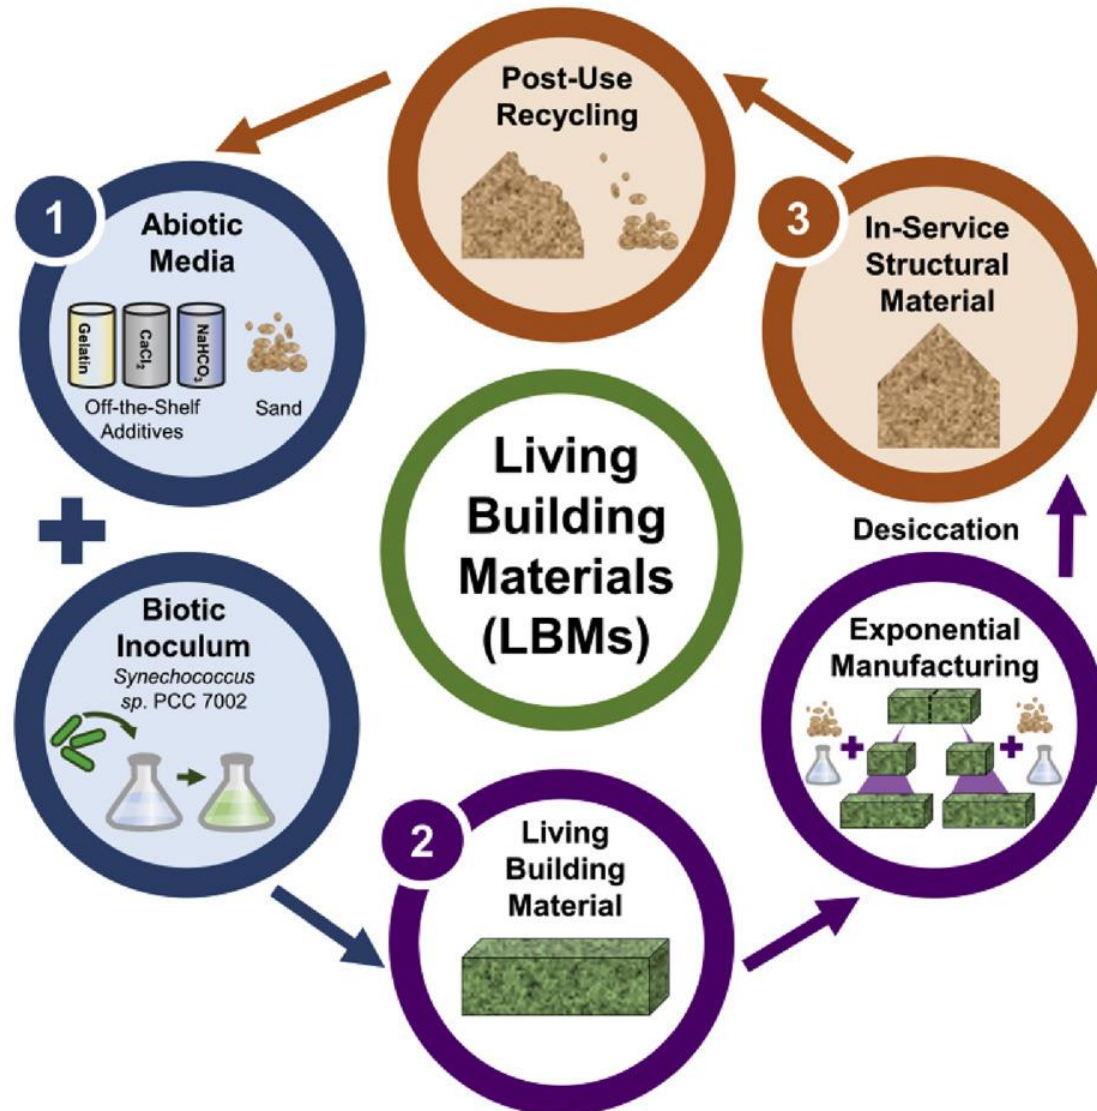 Post-Use
Recycling
1
Abiotic
Media
Gelatin
CaCl₂
NaHCO₃
Off-the-Shelf
Additives
Sand
3
In-Service
Structural
Material
Living
Building
Materials
(LBMs)
Desiccation
Biotic
Inoculum
Synechococcus
sp. PCC 7002
Exponential
Manufacturing
2
Living
Building
Material